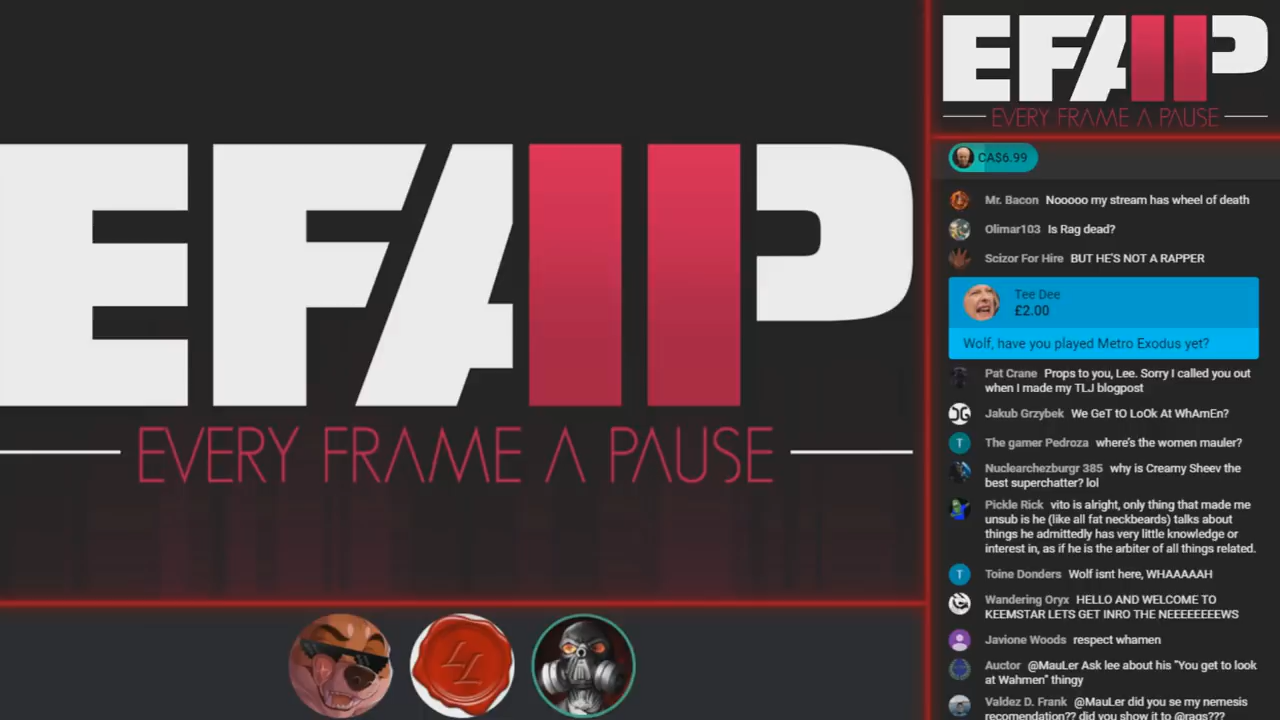 EFAP
EVERY FRAME A PAUSE
LL
EFAP
EVERY FRAME A PAUSE
CA$6.99
Mr. Bacon Nooooo my stream has wheel of death
Olimar103 Is Rag dead?
Scizor For Hire BUT HE'S NOT A RAPPER
Tee Dee
£2.00
Wolf, have you played Metro Exodus yet?
Pat Crane Props to you, Lee. Sorry I called you out
when I made my TLJ blogpost
Jakub Grzybek We GeT tO LoOk At WhAmEn?
T The gamer Pedroza where's the women mauler?
Nuclearchezburgr 385 why is Creamy Sheev the
best superchatter? lol
Pickle Rick vito is alright, only thing that made me
unsub is he (like all fat neckbeards) talks about
things he admittedly has very little knowledge or
interest in, as if he is the arbiter of all things related.
T Toine Donders Wolf isnt here, WHAAAAAH
Wandering Oryx HELLO AND WELCOME TO
KEEMSTAR LETS GET INRO THE NEEEEEEEWS
Javione Woods respect whamen
Auctor @MauLer Ask lee about his "You get to look
at Wahmen" thingy
Valdez D. Frank @MauLer did you se my nemesis
recomendation?? did you show it to @rags???